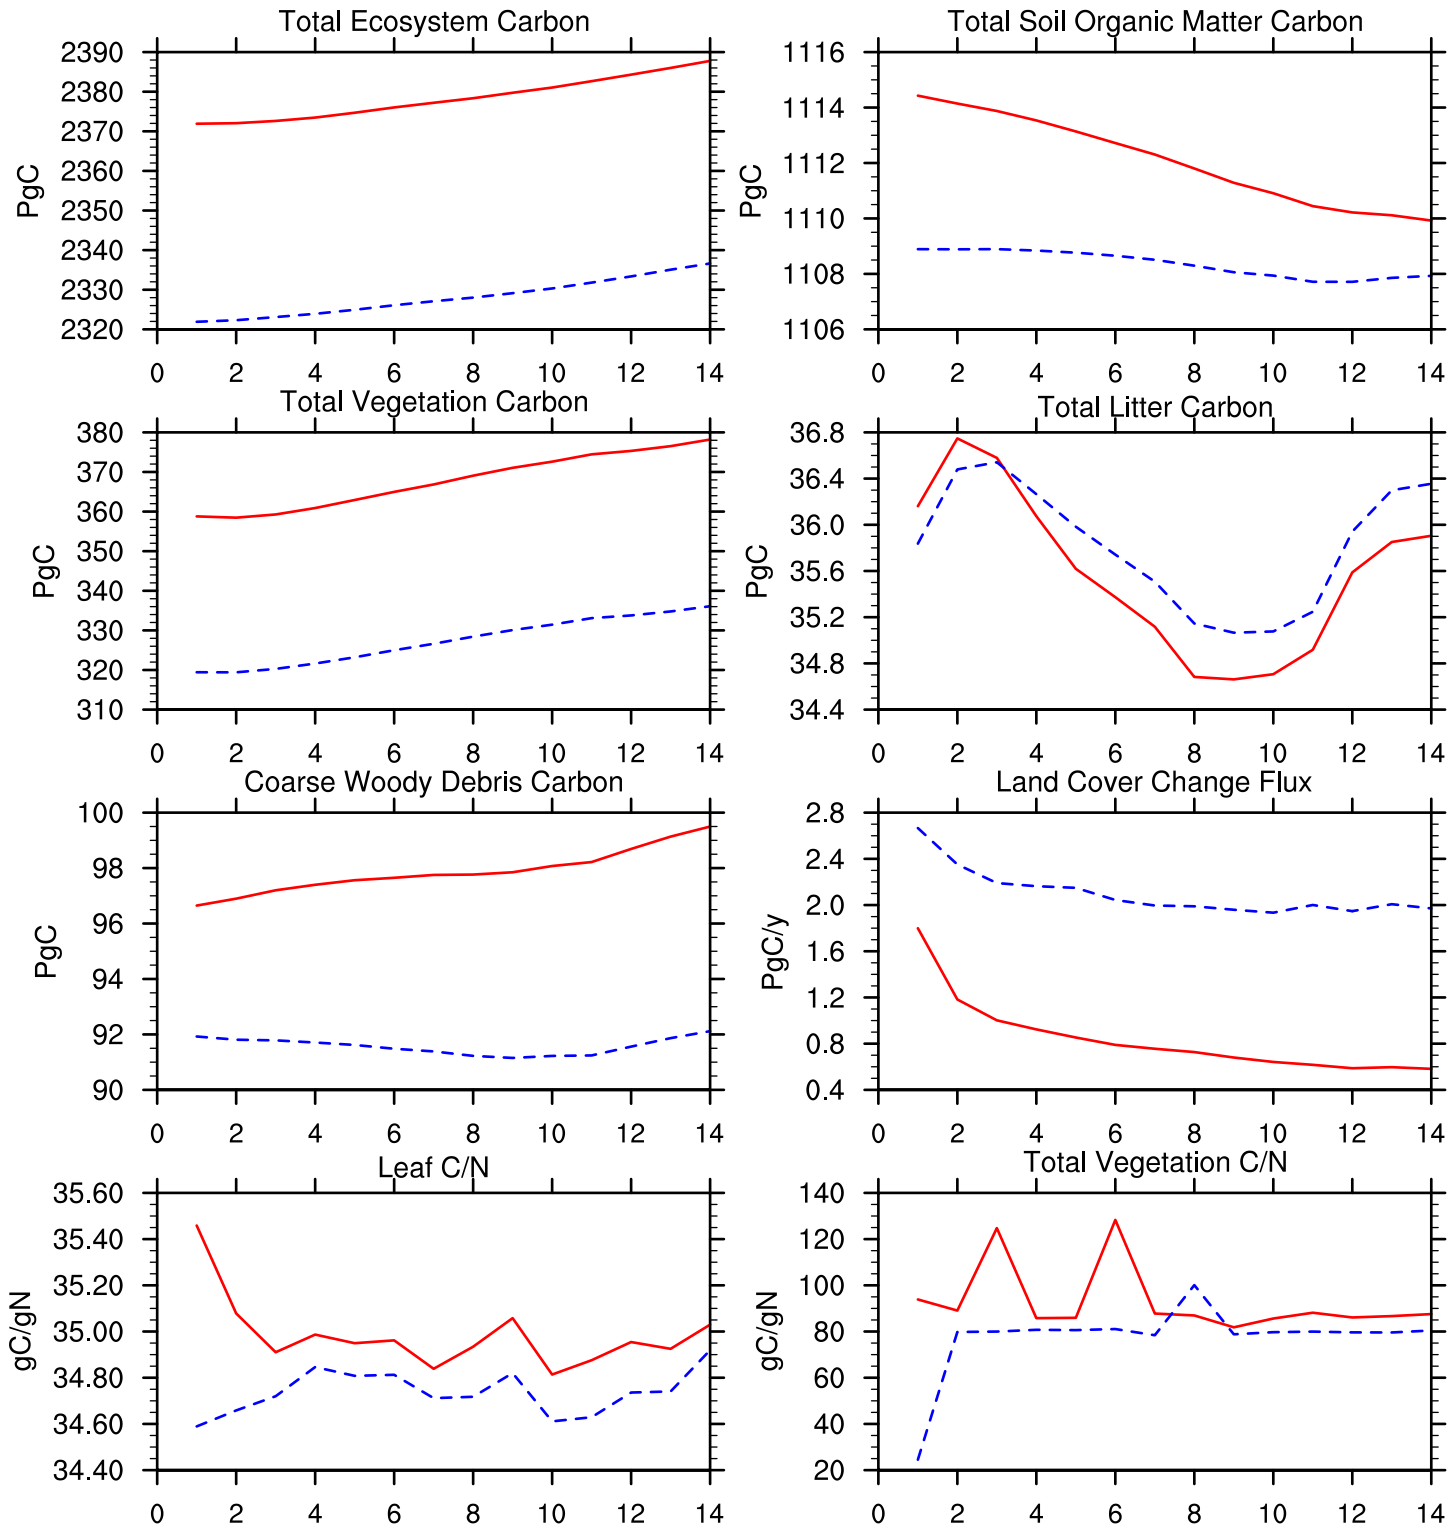 Total Ecosystem Carbon
2390
2380
2370
2360
2350
2340
2330
2320
PgC
0 2 4 6 8 10 12 14
Total Soil Organic Matter Carbon
1116
1114
1112
1110
1108
1106
PgC
0 2 4 6 8 10 12 14
Total Vegetation Carbon
380
370
360
350
340
330
320
310
PgC
0 2 4 6 8 10 12 14
Total Litter Carbon
36.8
36.4
36.0
35.6
35.2
34.8
34.4
PgC
0 2 4 6 8 10 12 14
Coarse Woody Debris Carbon
100
98
96
94
92
90
PgC
0 2 4 6 8 10 12 14
Land Cover Change Flux
2.8
2.4
2.0
1.6
1.2
0.8
0.4
PgC/y
0 2 4 6 8 10 12 14
Leaf C/N
35.60
35.40
35.20
35.00
34.80
34.60
34.40
gC/gN
0 2 4 6 8 10 12 14
Total Vegetation C/N
140
120
100
80
60
40
20
gC/gN
0 2 4 6 8 10 12 14